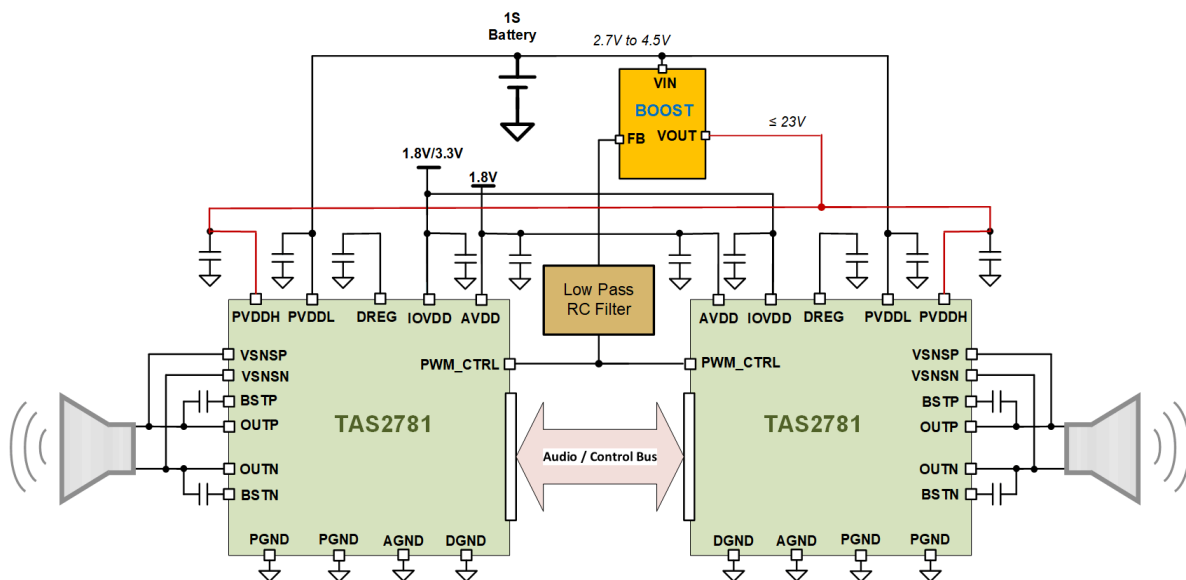 1S
Battery
2.7V to 4.5V
VIN
BOOST
FB
VOUT
≤ 23V
1.8V/3.3V
1.8V
Low Pass
RC Filter
PVDDH
PVDDL
DREG
IOVDD
AVDD
VSNSP
VSNSN
BSTP
OUTP
OUTN
BSTN
PWM_CTRL
TAS2781
PGND
PGND
AGND
DGND
Audio / Control Bus
AVDD
IOVDD
DREG
PVDDL
PVDDH
PWM_CTRL
VSNSP
VSNSN
BSTP
OUTP
OUTN
BSTN
TAS2781
DGND
AGND
PGND
PGND